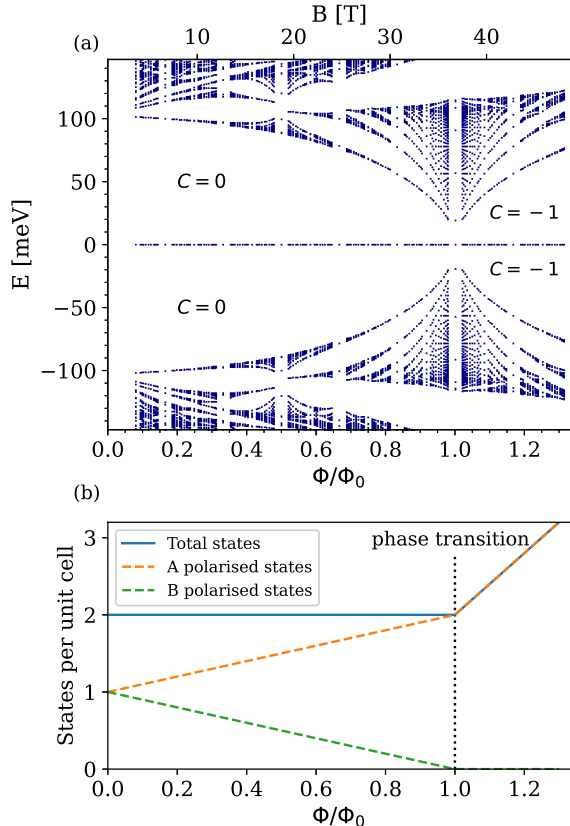 B [T]
10 20 30 40
(a)
E [meV]
100
50
0
−50
−100
C = 0
C = −1
C = −1
C = 0
0.0 0.2 0.4 0.6 0.8 1.0 1.2
Φ/Φ0
(b)
States per unit cell
3
2
1
0
Total states
A polarised states
B polarised states
phase transition
0.0 0.2 0.4 0.6 0.8 1.0 1.2
Φ/Φ0